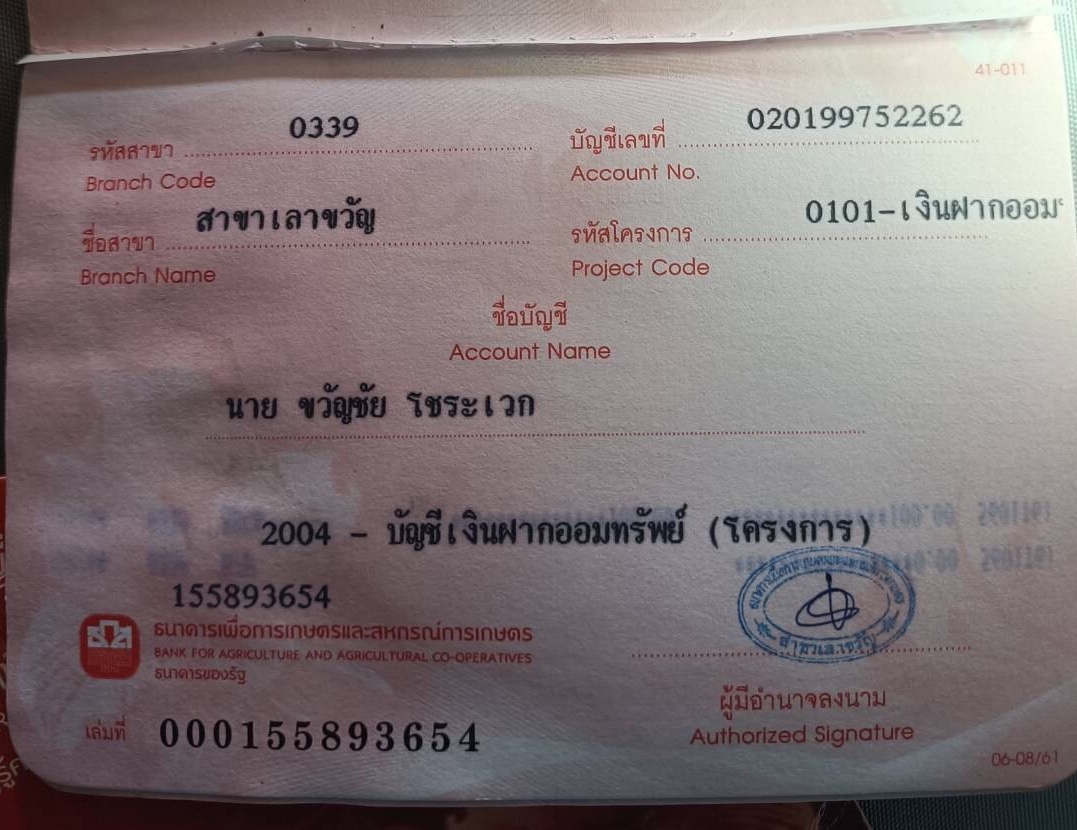 41-011
รหัสสาขา 0339 บัญชีเลขที่ 020199752262
Branch Code Account No.
ชื่อสาขา สาขาเลาขวัญ รหัสโครงการ 0101-เงินฝากออม
Branch Name Project Code
ชื่อบัญชี
Account Name
นาย ขวัญชัย โชระเวก
2004 - บัญชีเงินฝากออมทรัพย์ (โครงการ)
155893654
ธนาคารเพื่อการเกษตรและสหกรณ์การเกษตร
BANK FOR AGRICULTURE AND AGRICULTURAL CO-OPERATIVES
ธนาคารของรัฐ
สาขาเลาขวัญ
ผู้มีอำนาจลงนาม
เล่มที่ 000155893654 Authorized Signature
06-08/61